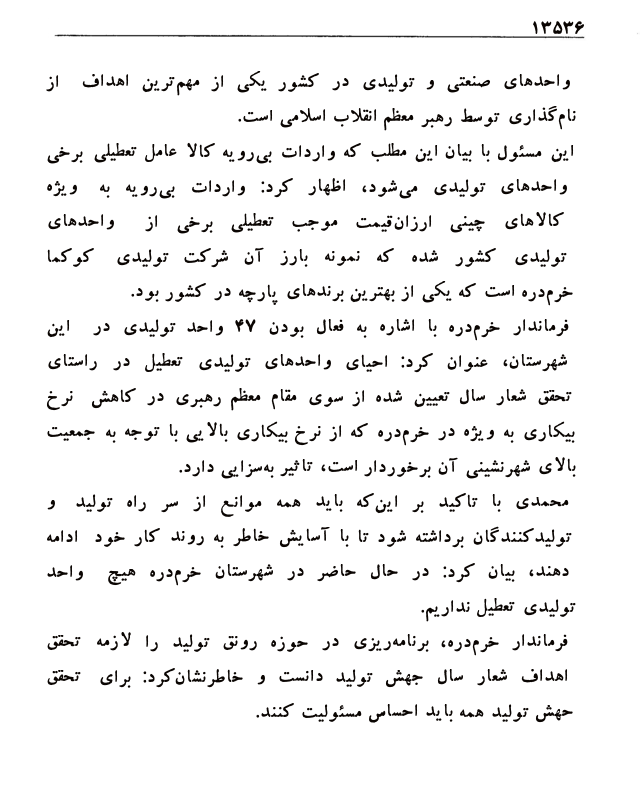 ۱۳۵۳۶
واحدهای صنعتی و تولیدی در کشور یکی از مهم‌ترین اهداف از
نام‌گذاری توسط رهبر معظم انقلاب اسلامی است.
این مسئول با بیان این مطلب که واردات بی‌رویه کالا عامل تعطیلی برخی
واحدهای تولیدی می‌شود، اظهار کرد: واردات بی‌رویه به ویژه
کالاهای چینی ارزان‌قیمت موجب تعطیلی برخی از واحدهای
تولیدی کشور شده که نمونه بارز آن شرکت تولیدی کوکما
خرم‌دره است که یکی از بهترین برندهای پارچه در کشور بود.
فرماندار خرم‌دره با اشاره به فعال بودن ۴۷ واحد تولیدی در این
شهرستان، عنوان کرد: احیای واحدهای تولیدی تعطیل در راستای
تحقق شعار سال تعیین شده از سوی مقام معظم رهبری در کاهش نرخ
بیکاری به ویژه در خرم‌دره که از نرخ بیکاری بالایی با توجه به جمعیت
بالای شهرنشینی آن برخوردار است، تاثیر به‌سزایی دارد.
محمدی با تاکید بر این‌که باید همه موانع از سر راه تولید و
تولیدکنندگان برداشته شود تا با آسایش خاطر به روند کار خود ادامه
دهند، بیان کرد: در حال حاضر در شهرستان خرم‌دره هیچ واحد
تولیدی تعطیل نداریم.
فرماندار خرم‌دره، برنامه‌ریزی در حوزه رونق تولید را لازمه تحقق
اهداف شعار سال جهش تولید دانست و خاطرنشان‌کرد: برای تحقق
جهش تولید همه باید احساس مسئولیت کنند.